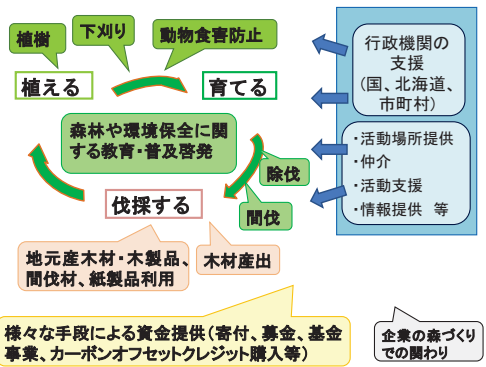 植樹
下刈り
動物食害防止
植える
育てる
森林や環境保全に関
する教育・普及啓発
除伐
間伐
伐採する
地元産木材・木製品、
間伐材、紙製品利用
木材産出
行政機関の
支援
(国、北海道、
市町村)
・活動場所提供
・仲介
・活動支援
・情報提供 等
様々な手段による資金提供(寄付、募金、基金
事業、カーボンオフセットクレジット購入等)
企業の森づくり
での関わり